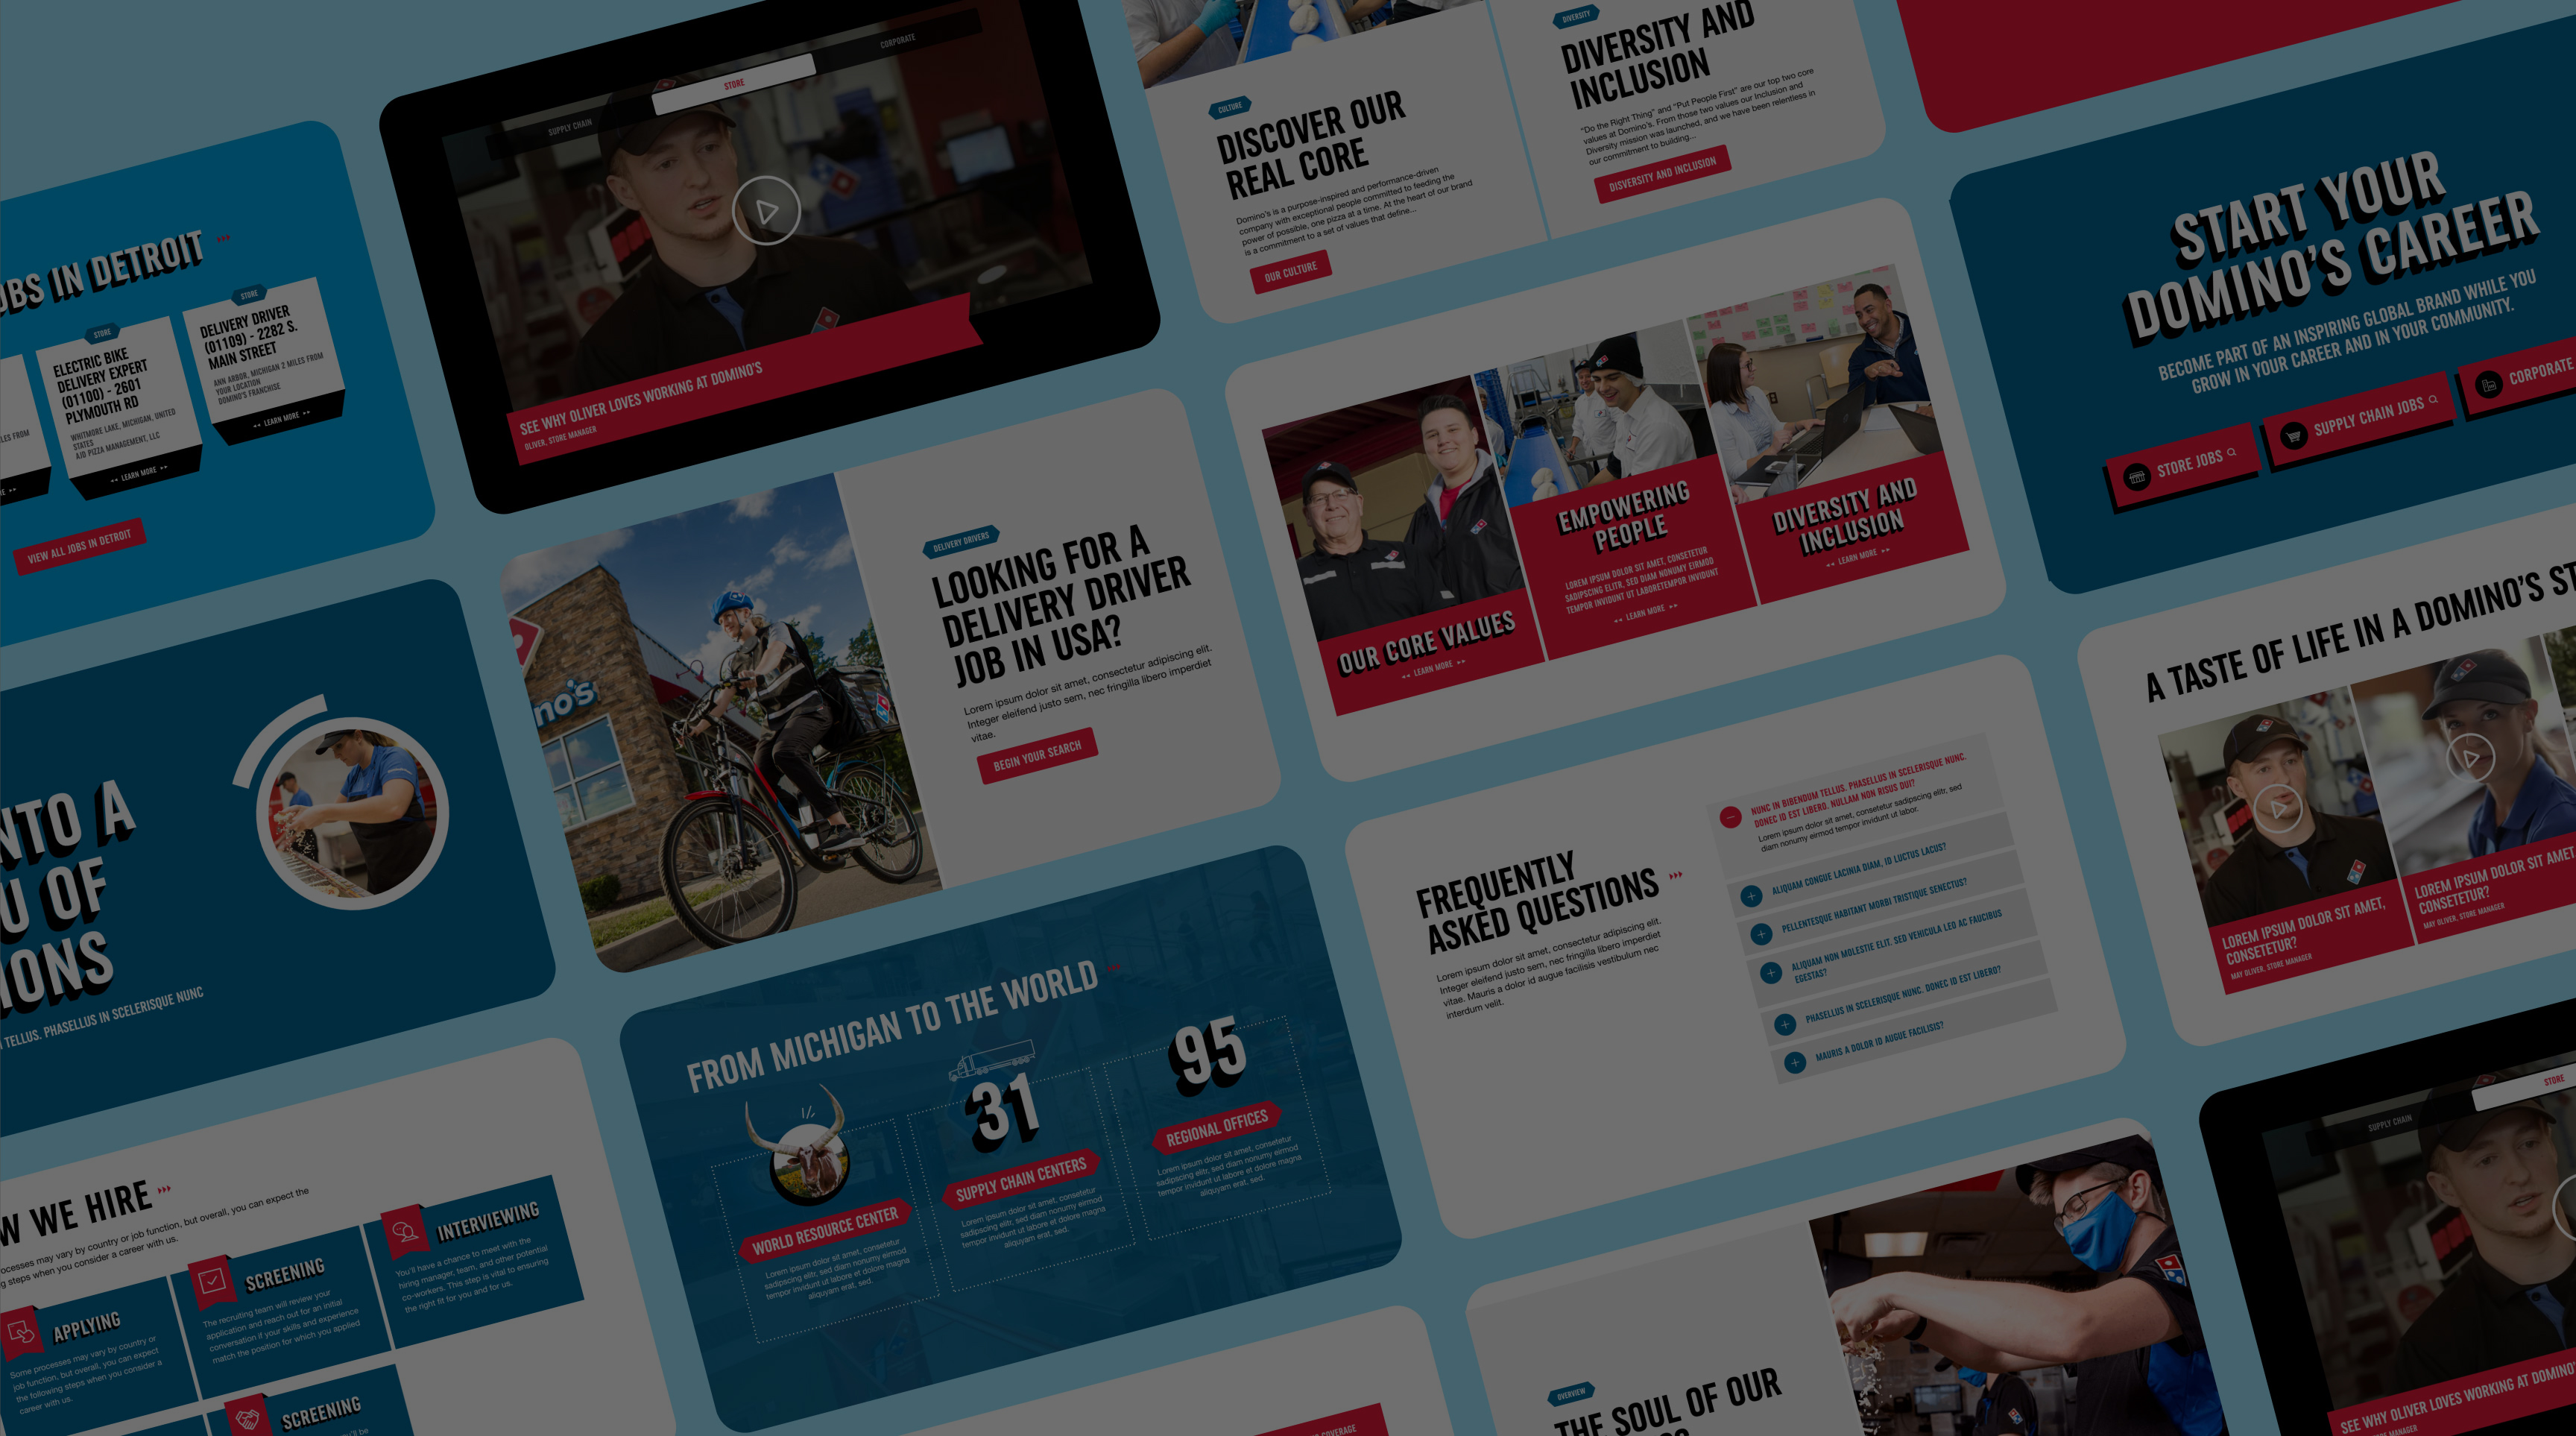 JOBS IN DETROIT
STORE
ELECTRIC BIKE
DELIVERY EXPERT
(01100) - 2601
PLYMOUTH RD
WHITMORE LAKE, MICHIGAN, UNITED
STATES
AJD PIZZA MANAGEMENT, LLC
LEARN MORE
STORE
DELIVERY DRIVER
(01109) - 2282 S.
MAIN STREET
ANN ARBOR, MICHIGAN 2 MILES FROM
YOUR LOCATION
DOMINO'S FRANCHISE
LEARN MORE
VIEW ALL JOBS IN DETROIT
SUPPLY CHAIN
STORE
CORPORATE
SEE WHY OLIVER LOVES WORKING AT DOMINO'S
OLIVER, STORE MANAGER
CULTURE
DISCOVER OUR
REAL CORE
Domino's is a purpose-inspired and performance-driven
company with exceptional people committed to feeding the
power of possible, one pizza at a time. At the heart of our brand
is a commitment to a set of values that define...
OUR CULTURE
DIVERSITY
DIVERSITY AND
INCLUSION
"Do the Right Thing" and "Put People First" are our top two core
values at Domino's. From those two values our Inclusion and
Diversity mission was launched, and we have been relentless in
our commitment to building...
DISVERSITY AND INCLUSION
START YOUR
DOMINO'S CAREER
BECOME PART OF AN INSPIRING GLOBAL BRAND WHILE YOU
GROW IN YOUR CAREER AND IN YOUR COMMUNITY.
STORE JOBS
SUPPLY CHAIN JOBS
CORPORATE
NTO A
U OF
IONS
TELLUS. PHASELLUS IN SCELERISQUE NUNC
no's
DELIVERY DRIVERS
LOOKING FOR A
DELIVERY DRIVER
JOB IN USA?
Lorem ipsum dolor sit amet, consectetur adipiscing elit.
Integer eleifend justo sem, nec fringilla libero imperdiet
vitae.
BEGIN YOUR SEARCH
OUR CORE VALUES
LEARN MORE
EMPOWERING
PEOPLE
LOREM IPSUM DOLOR SIT AMET, CONSETETUR
SADIPSCING ELITR, SED DIAM NONUMY EIRMOD
TEMPOR INVIDUNT UT LABORETEMPOR INVIDUNT
LEARN MORE
DIVERSITY AND
INCLUSION
LEARN MORE
A TASTE OF LIFE IN A DOMINO'S ST
LOREM IPSUM DOLOR SIT AMET,
CONSETETUR?
MAY OLIVER, STORE MANAGER
LOREM IPSUM DOLOR SIT AMET
CONSETETUR?
MAY OLIVER, STORE MANAGER
FREQUENTLY
ASKED QUESTIONS
Lorem ipsum dolor sit amet, consectetur adipiscing elit.
Integer eleifend justo sem, nec fringilla libero imperdiet
vitae. Mauris a dolor id augue facilisis vestibulum nec
interdum velit.
NUNC IN BIBENDUM TELLUS. PHASELLUS IN SCELERISQUE NUNC.
DONEC ID EST LIBERO. NULLAM NON RISUS DUI?
Lorem ipsum dolor sit amet, consetetur sadipscing elitr, sed
diam nonumy eirmod tempor invidunt ut labor.
ALIQUAM CONGUE LACINIA DIAM, ID LUCTUS LACUS?
PELLENTESQUE HABITANT MORBI TRISTIQUE SENECTUS?
ALIQUAM NON MOLESTIE ELIT. SED VEHICULA LEO AC FAUCIBUS
EGESTAS?
PHASELLUS IN SCELERISQUE NUNC. DONEC ID EST LIBERO?
MAURIS A DOLOR ID AUGUE FACILISIS?
FROM MICHIGAN TO THE WORLD
WORLD RESOURCE CENTER
Lorem ipsum dolor sit amet, consetetur
sadipscing elitr, sed diam nonumy eirmod
tempor invidunt ut labore et dolore magna
aliquyam erat, sed.
31
SUPPLY CHAIN CENTERS
Lorem ipsum dolor sit amet, consetetur
sadipscing elitr, sed diam nonumy eirmod
tempor invidunt ut labore et dolore magna
aliquyam erat, sed.
95
REGIONAL OFFICES
Lorem ipsum dolor sit amet, consetetur
sadipscing elitr, sed diam nonumy eirmod
tempor invidunt ut labore et dolore magna
aliquyam erat, sed.
W WE HIRE
ocesses may vary by country or job function, but overall, you can expect the
g steps when you consider a career with us.
APPLYING
Some processes may vary by country or
job function, but overall, you can expect
the following steps when you consider a
career with us.
SCREENING
The recruiting team will review your
application and reach out for an initial
conversation if your skills and experience
match the position for which you applied
INTERVIEWING
You'll have a chance to meet with the
hiring manager, team, and other potential
co-workers. This step is vital to ensuring
the right fit for you and for us.
SCREENING
COVERAGE
OVERVIEW
THE SOUL OF OUR
SUPPLY CHAIN
STORE
SEE WHY OLIVER LOVES WORKING AT DOMINO'